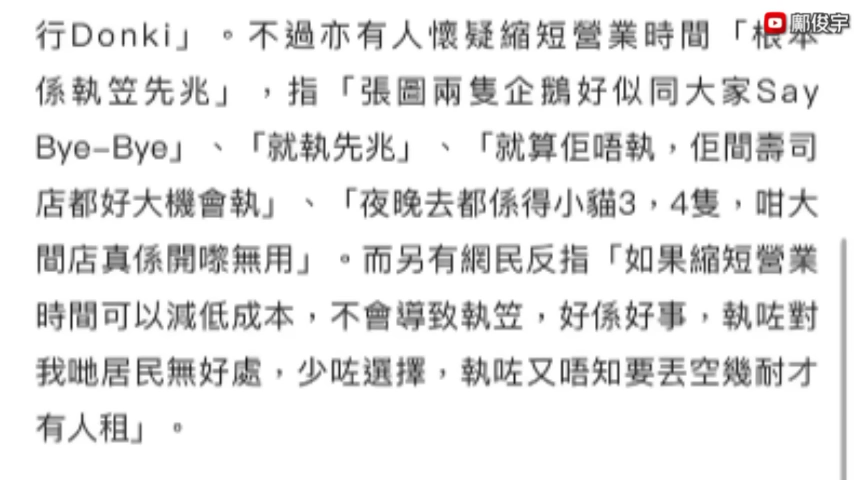 鄺俊宇
行Donki」。不過亦有人懷疑縮短營業時間「根本
係執笠先兆」,指「張圖兩隻企鵝好似同大家Say
Bye-Bye」、「就執先兆」、「就算佢唔執,佢間壽司
店都好大機會執」、「夜晚去都係得小貓3,4隻,咁大
間店真係開嚟無用」。而另有網民反指「如果縮短營業
時間可以減低成本,不會導致執笠,好係好事,執咗對
我哋居民無好處,少咗選擇,執咗又唔知要丟空幾耐才
有人租」。